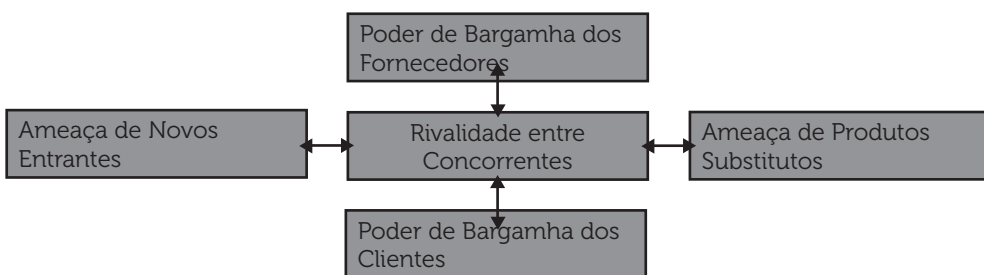 Poder de Bargamha dos
Fornecedores
Ameaça de Novos
Entrantes
Rivalidade entre
Concorrentes
Ameaça de Produtos
Substitutos
Poder de Bargamha dos
Clientes